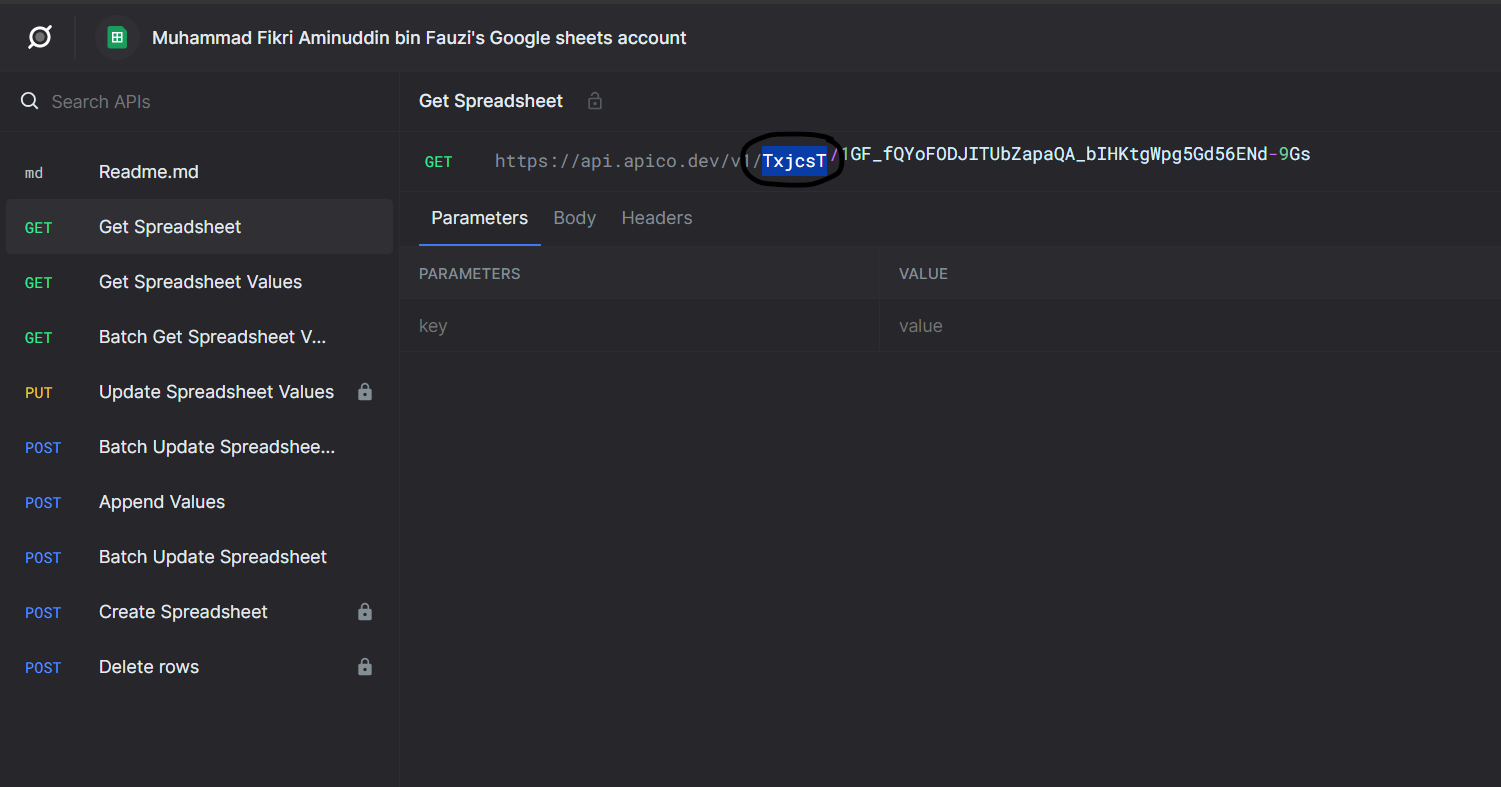 Muhammad Fikri Aminuddin bin Fauzi's Google sheets account
Search APIs
md Readme.md
GET Get Spreadsheet
GET Get Spreadsheet Values
GET Batch Get Spreadsheet V...
PUT Update Spreadsheet Values
POST Batch Update Spreadshee...
POST Append Values
POST Batch Update Spreadsheet
POST Create Spreadsheet
POST Delete rows
Get Spreadsheet
GET https://api.apico.dev/v1/TxjcsT/1GF_fQYoFODJITUbZapaQA_bIHKtgWpg5Gd56ENd-9Gs
Parameters Body Headers
PARAMETERS VALUE
key value